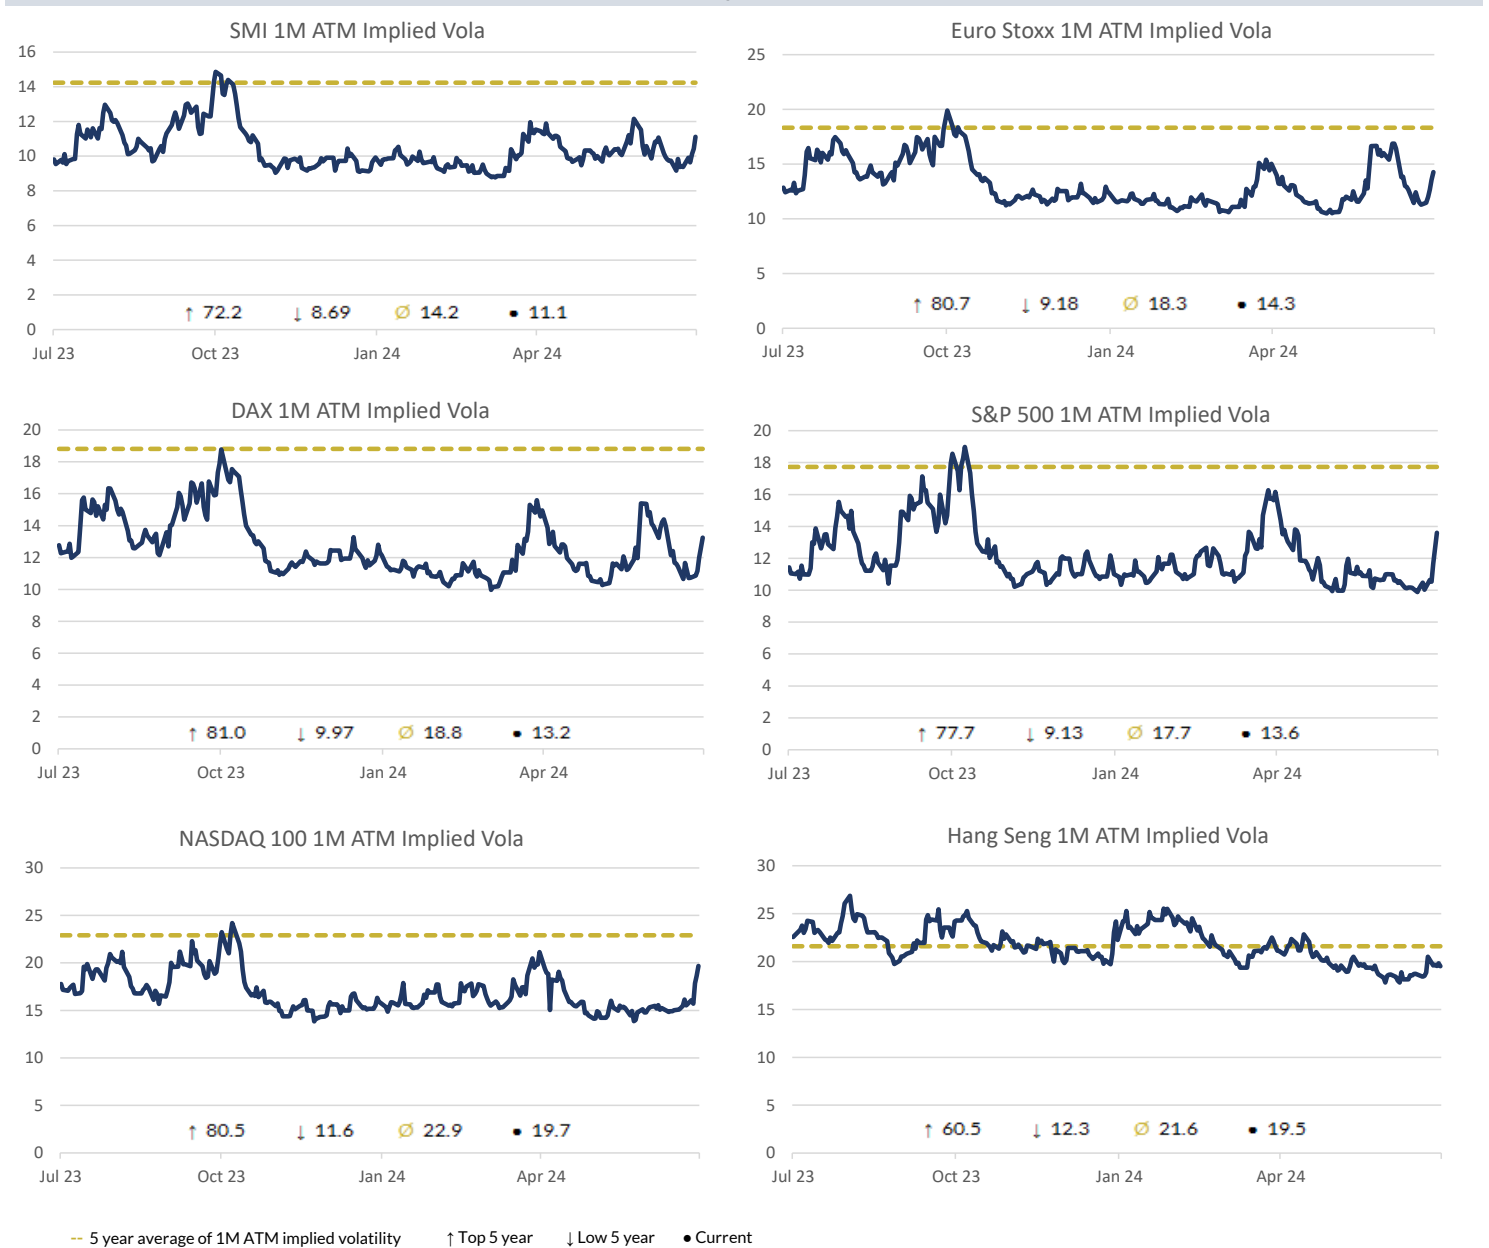 SMI 1M ATM Implied Vola
16
14
12
10
8
6
4
2
0
↑ 72.2 ↓ 8.69 Ø 14.2 ● 11.1
Jul 23 Oct 23 Jan 24 Apr 24
Euro Stoxx 1M ATM Implied Vola
25
20
15
10
5
0
↑ 80.7 ↓ 9.18 Ø 18.3 ● 14.3
Jul 23 Oct 23 Jan 24 Apr 24
DAX 1M ATM Implied Vola
20
18
16
14
12
10
8
6
4
2
0
↑ 81.0 ↓ 9.97 Ø 18.8 ● 13.2
Jul 23 Oct 23 Jan 24 Apr 24
S&P 500 1M ATM Implied Vola
20
18
16
14
12
10
8
6
4
2
0
↑ 77.7 ↓ 9.13 Ø 17.7 ● 13.6
Jul 23 Oct 23 Jan 24 Apr 24
NASDAQ 100 1M ATM Implied Vola
30
25
20
15
10
5
0
↑ 80.5 ↓ 11.6 Ø 22.9 ● 19.7
Jul 23 Oct 23 Jan 24 Apr 24
Hang Seng 1M ATM Implied Vola
30
25
20
15
10
5
0
↑ 60.5 ↓ 12.3 Ø 21.6 ● 19.5
Jul 23 Oct 23 Jan 24 Apr 24
-- 5 year average of 1M ATM implied volatility ↑ Top 5 year ↓ Low 5 year ● Current